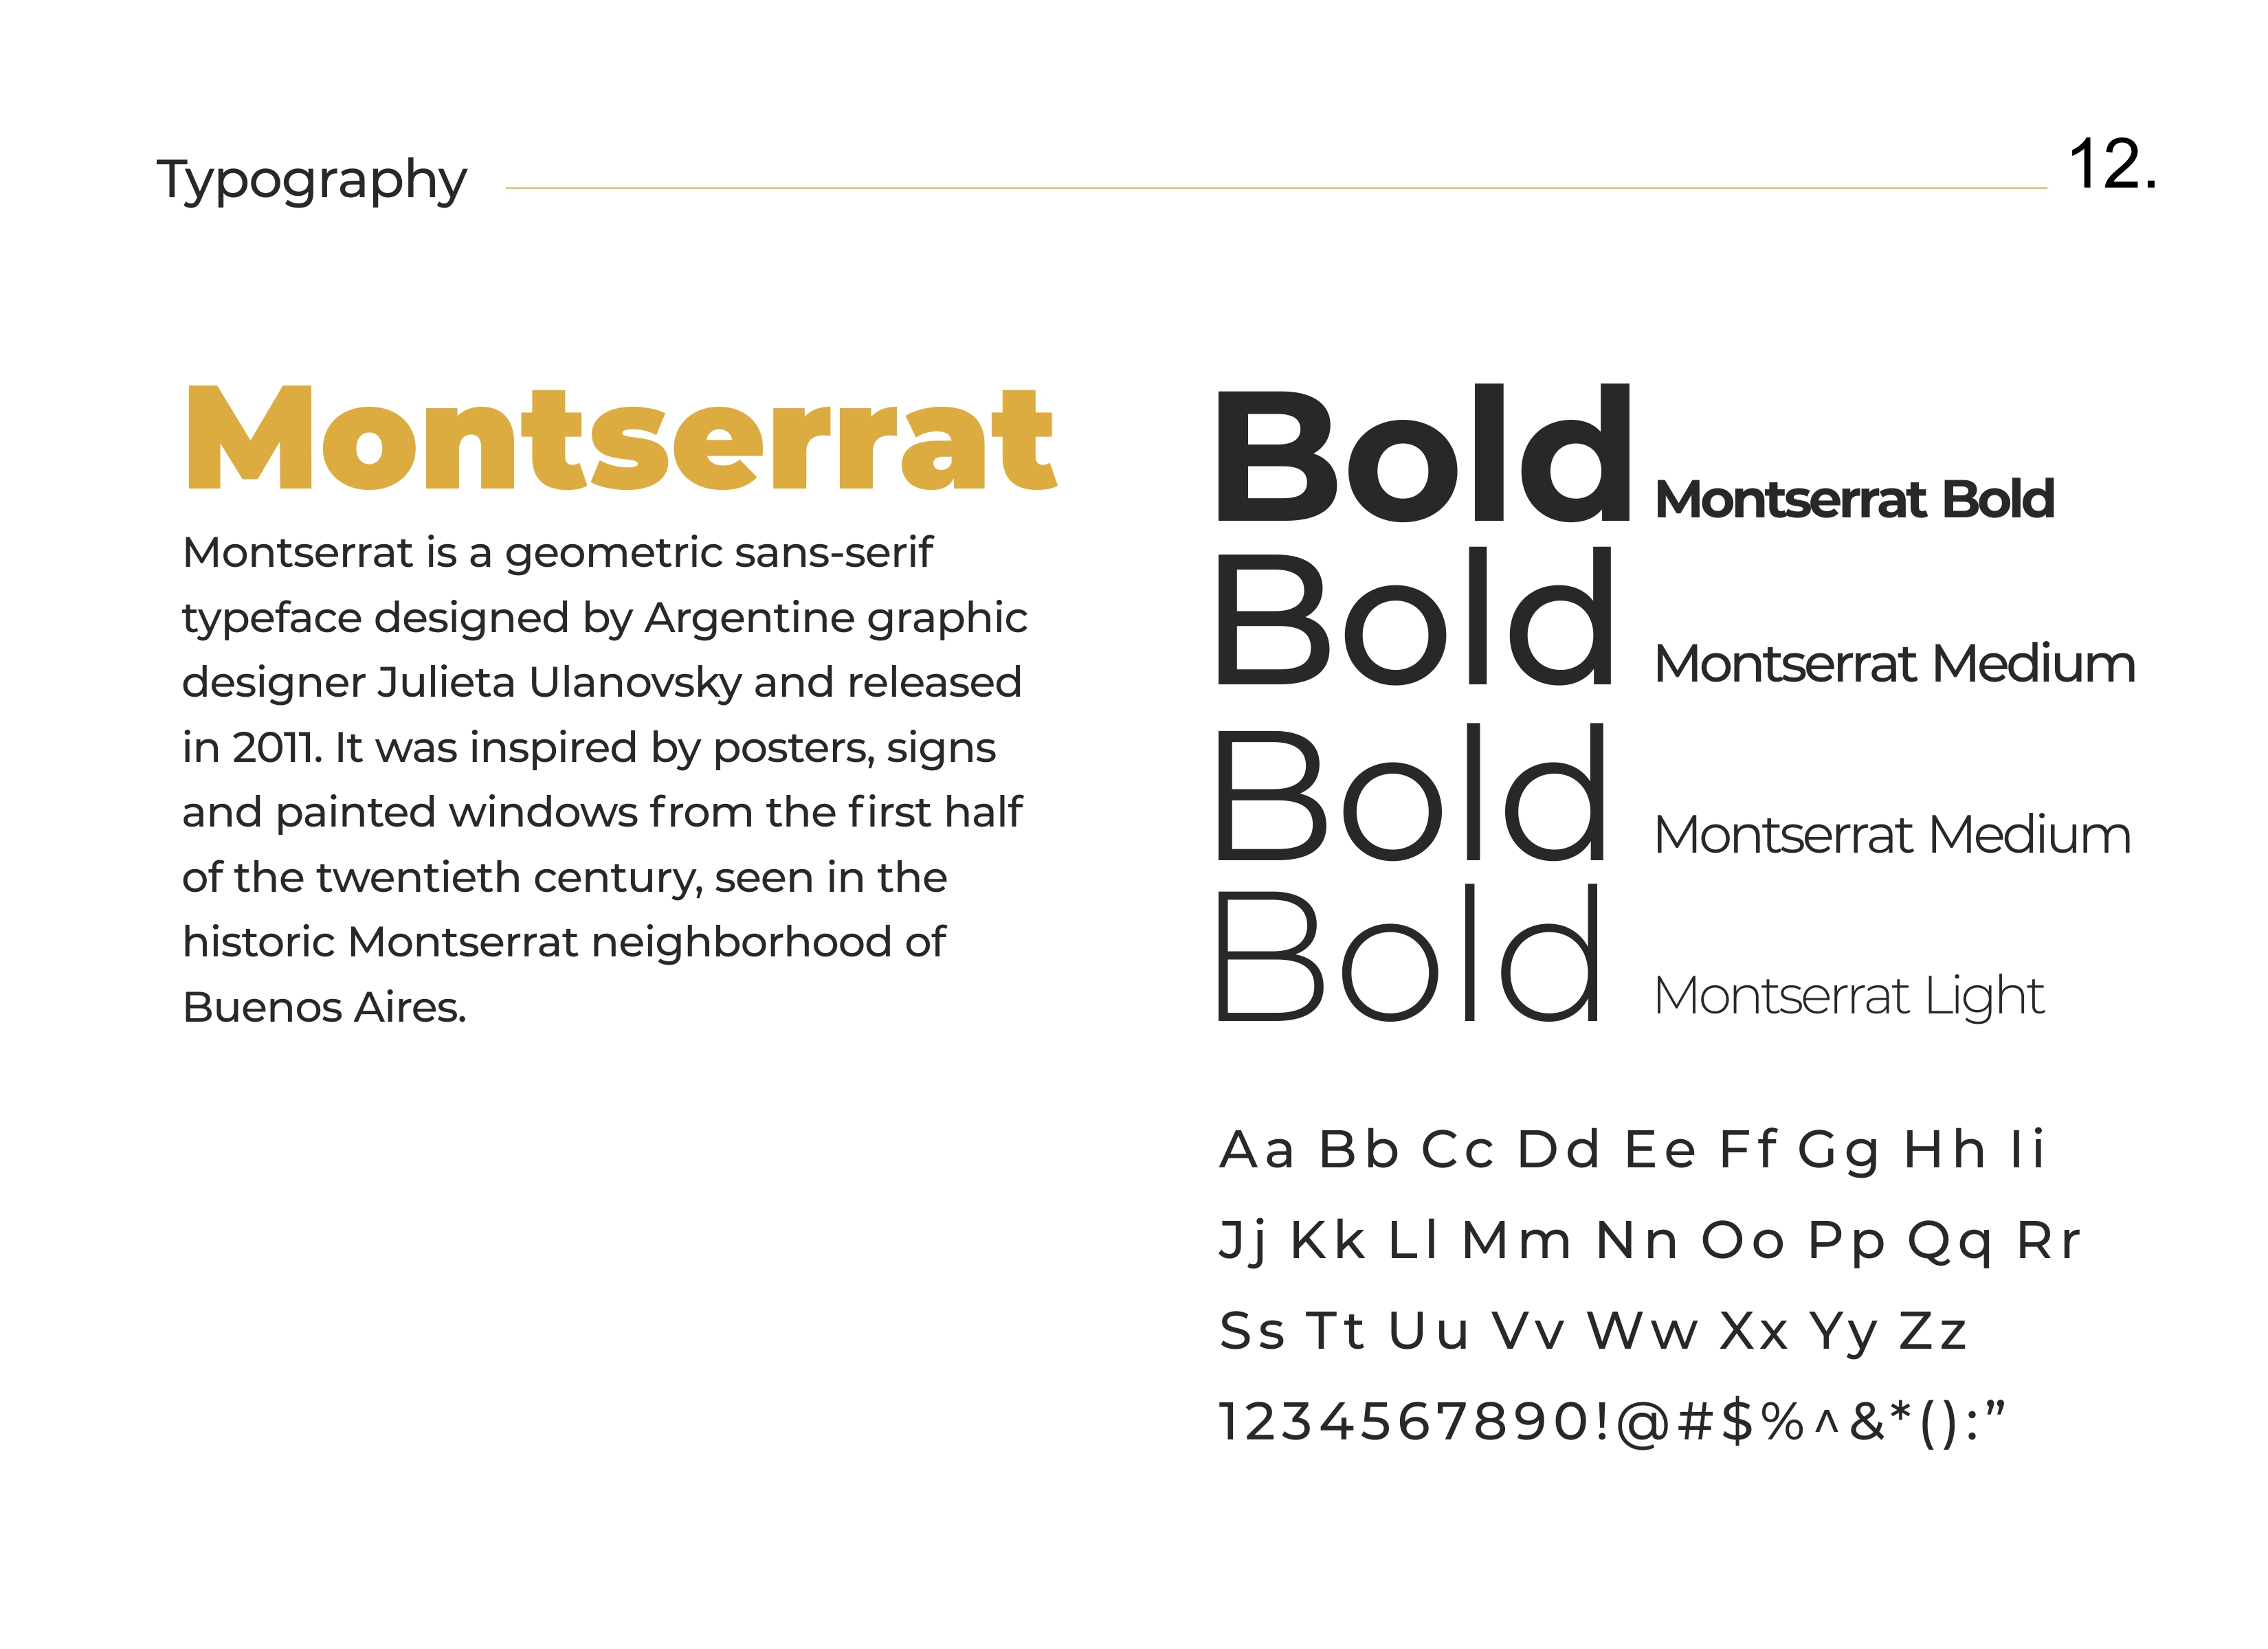 Typography
12.
Montserrat
Montserrat is a geometric sans-serif
typeface designed by Argentine graphic
designer Julieta Ulanovsky and released
in 2011. It was inspired by posters, signs
and painted windows from the first half
of the twentieth century, seen in the
historic Montserrat neighborhood of
Buenos Aires.
Bold Montserrat Bold
Bold Montserrat Medium
Bold Montserrat Medium
Bold Montserrat Light
Aa Bb Cc Dd Ee Ff Gg Hh Ii
Jj Kk Ll Mm Nn Oo Pp Qq Rr
Ss Tt Uu Vv Ww Xx Yy Zz
1234567890!@#$%^&*():”